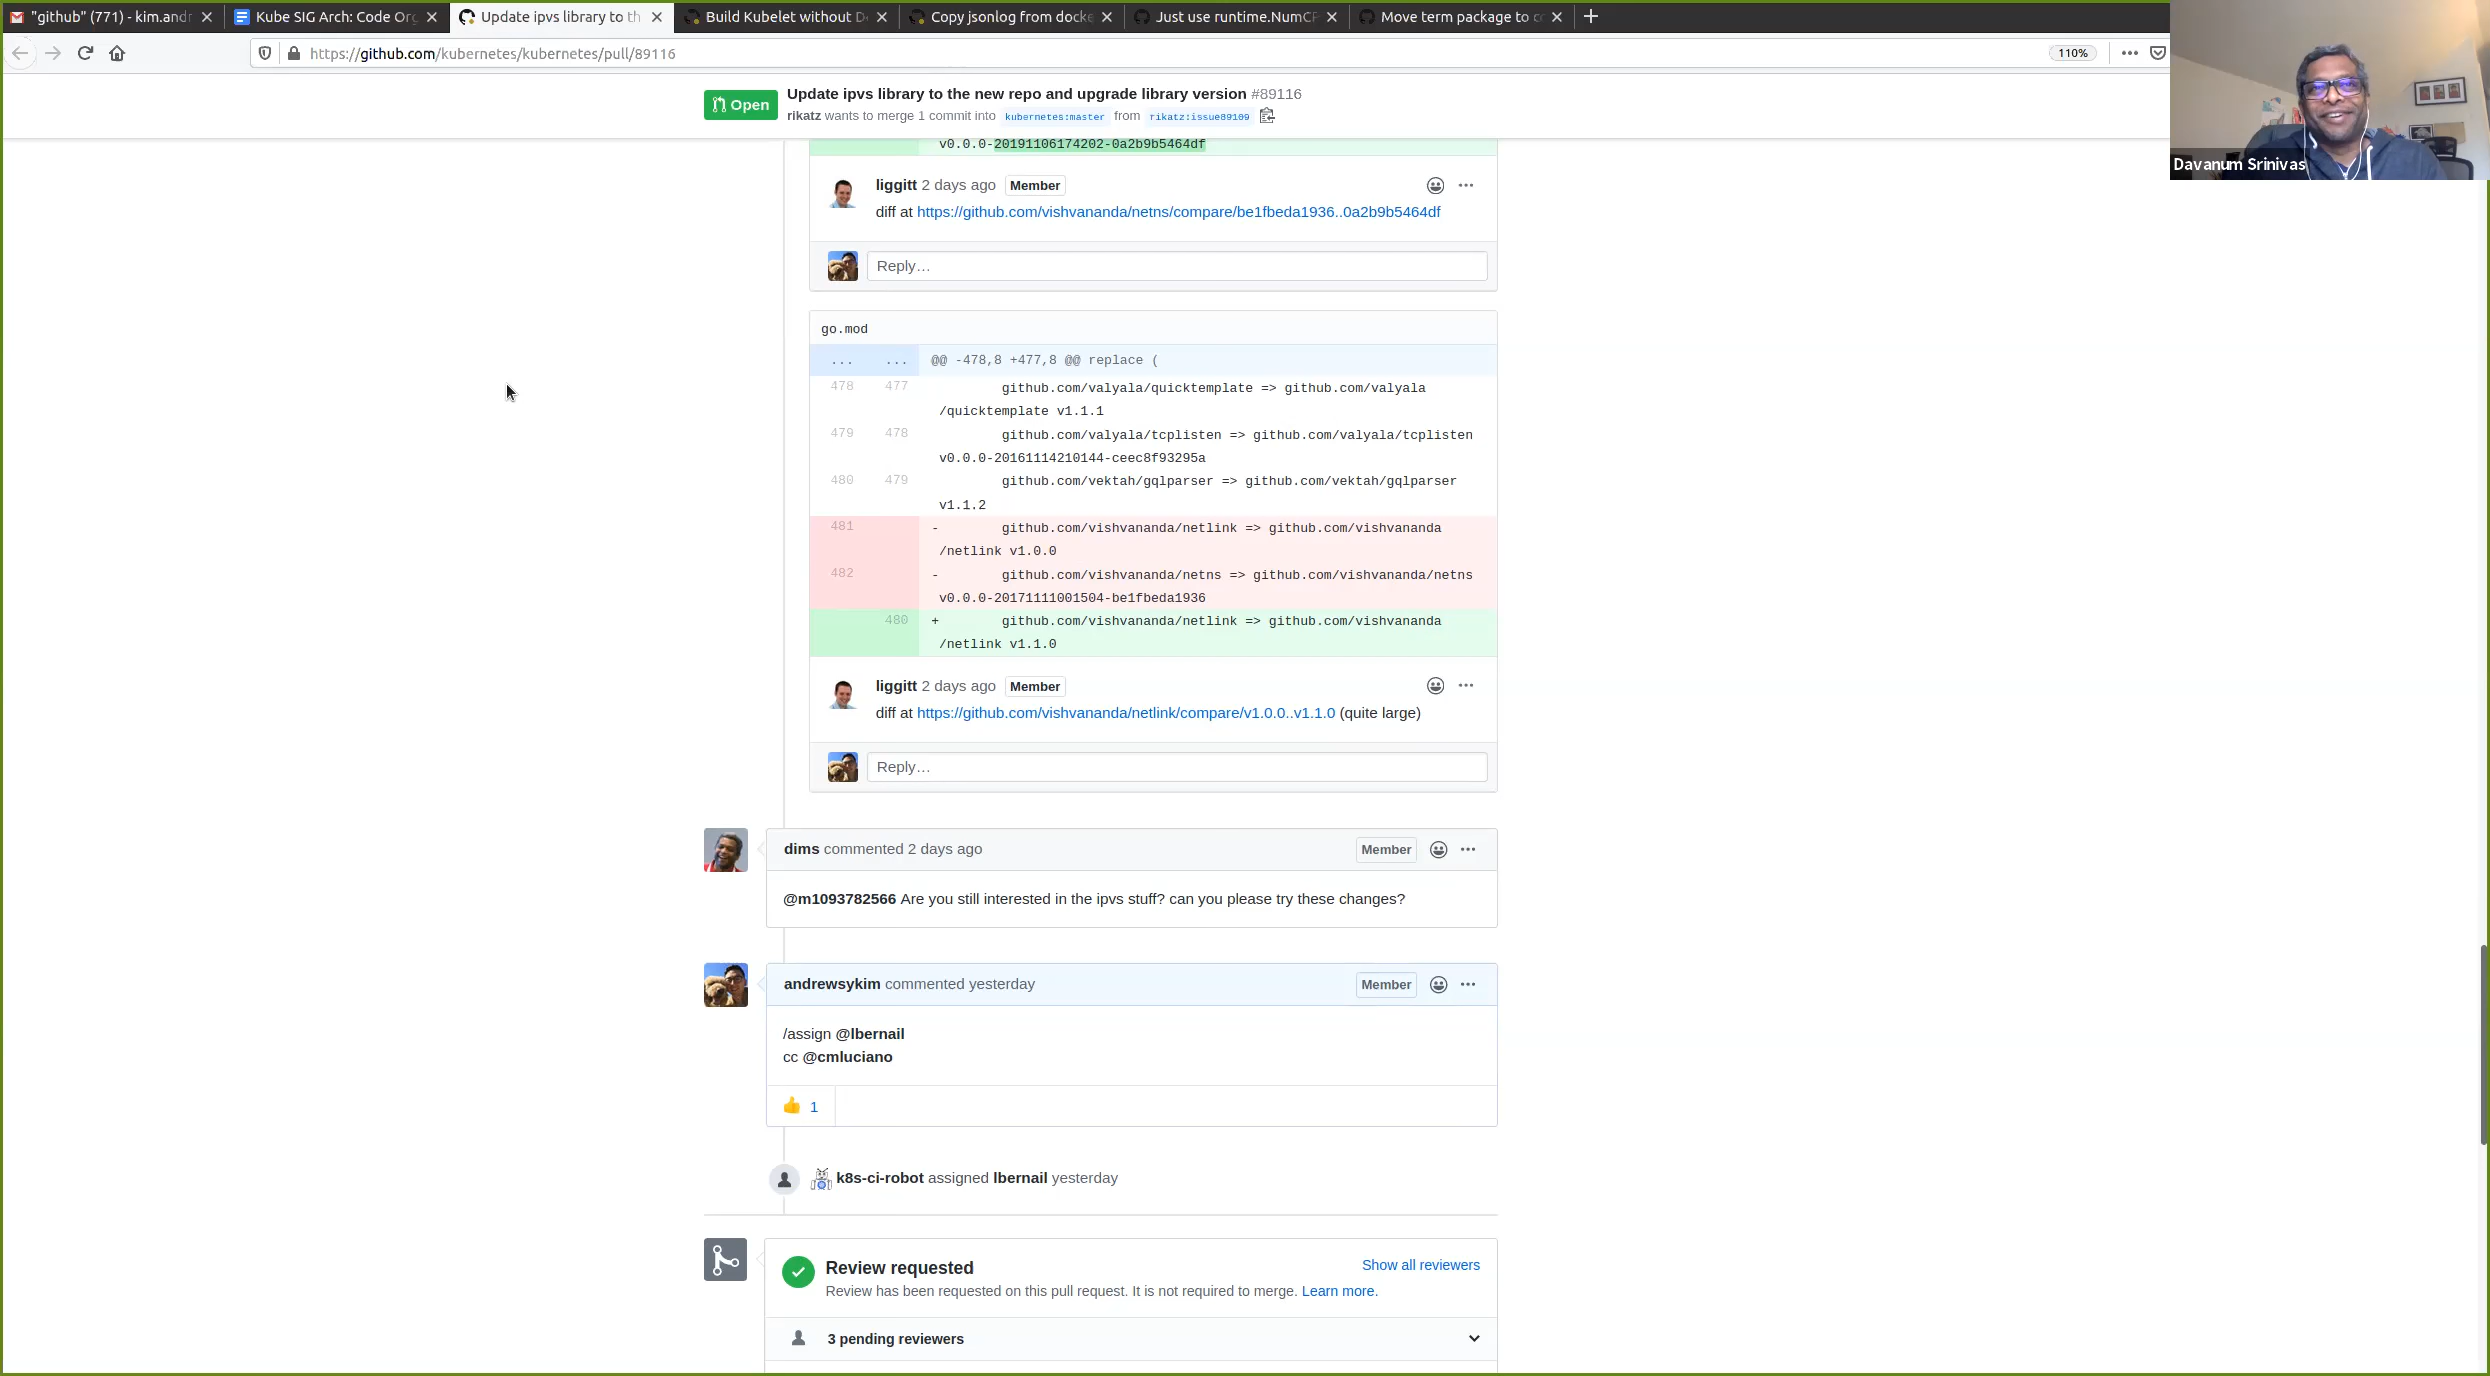 "github" (771) - kim.andr
Kube SIG Arch: Code Org
Update ipvs library to th
Build Kubelet without D
Copy jsonlog from docke
Just use runtime.NumCP
Move term package to c
https://github.com/kubernetes/kubernetes/pull/89116
110%
Davanum Srinivas
Open
Update ipvs library to the new repo and upgrade library version #89116
rikatz wants to merge 1 commit into kubernetes:master from rikatz:issue89109
v0.0.0-20191106174202-0a2b9b5464df
liggitt 2 days ago Member
diff at https://github.com/vishvananda/netns/compare/be1fbeda1936..0a2b9b5464df
Reply…
go.mod
... ... @@ -478,8 +477,8 @@ replace (
478 477 github.com/valyala/quicktemplate => github.com/valyala
/quicktemplate v1.1.1
479 478 github.com/valyala/tcplisten => github.com/valyala/tcplisten
v0.0.0-20161114210144-ceec8f93295a
480 479 github.com/vektah/gqlparser => github.com/vektah/gqlparser
v1.1.2
481 - github.com/vishvananda/netlink => github.com/vishvananda
/netlink v1.0.0
482 - github.com/vishvananda/netns => github.com/vishvananda/netns
v0.0.0-20171111001504-be1fbeda1936
480 + github.com/vishvananda/netlink => github.com/vishvananda
/netlink v1.1.0
liggitt 2 days ago Member
diff at https://github.com/vishvananda/netlink/compare/v1.0.0..v1.1.0 (quite large)
Reply…
dims commented 2 days ago Member
@m1093782566 Are you still interested in the ipvs stuff? can you please try these changes?
andrewsykim commented yesterday Member
/assign @lbernail
cc @cmluciano
👍 1
k8s-ci-robot assigned lbernail yesterday
Review requested
Show all reviewers
Review has been requested on this pull request. It is not required to merge. Learn more.
3 pending reviewers